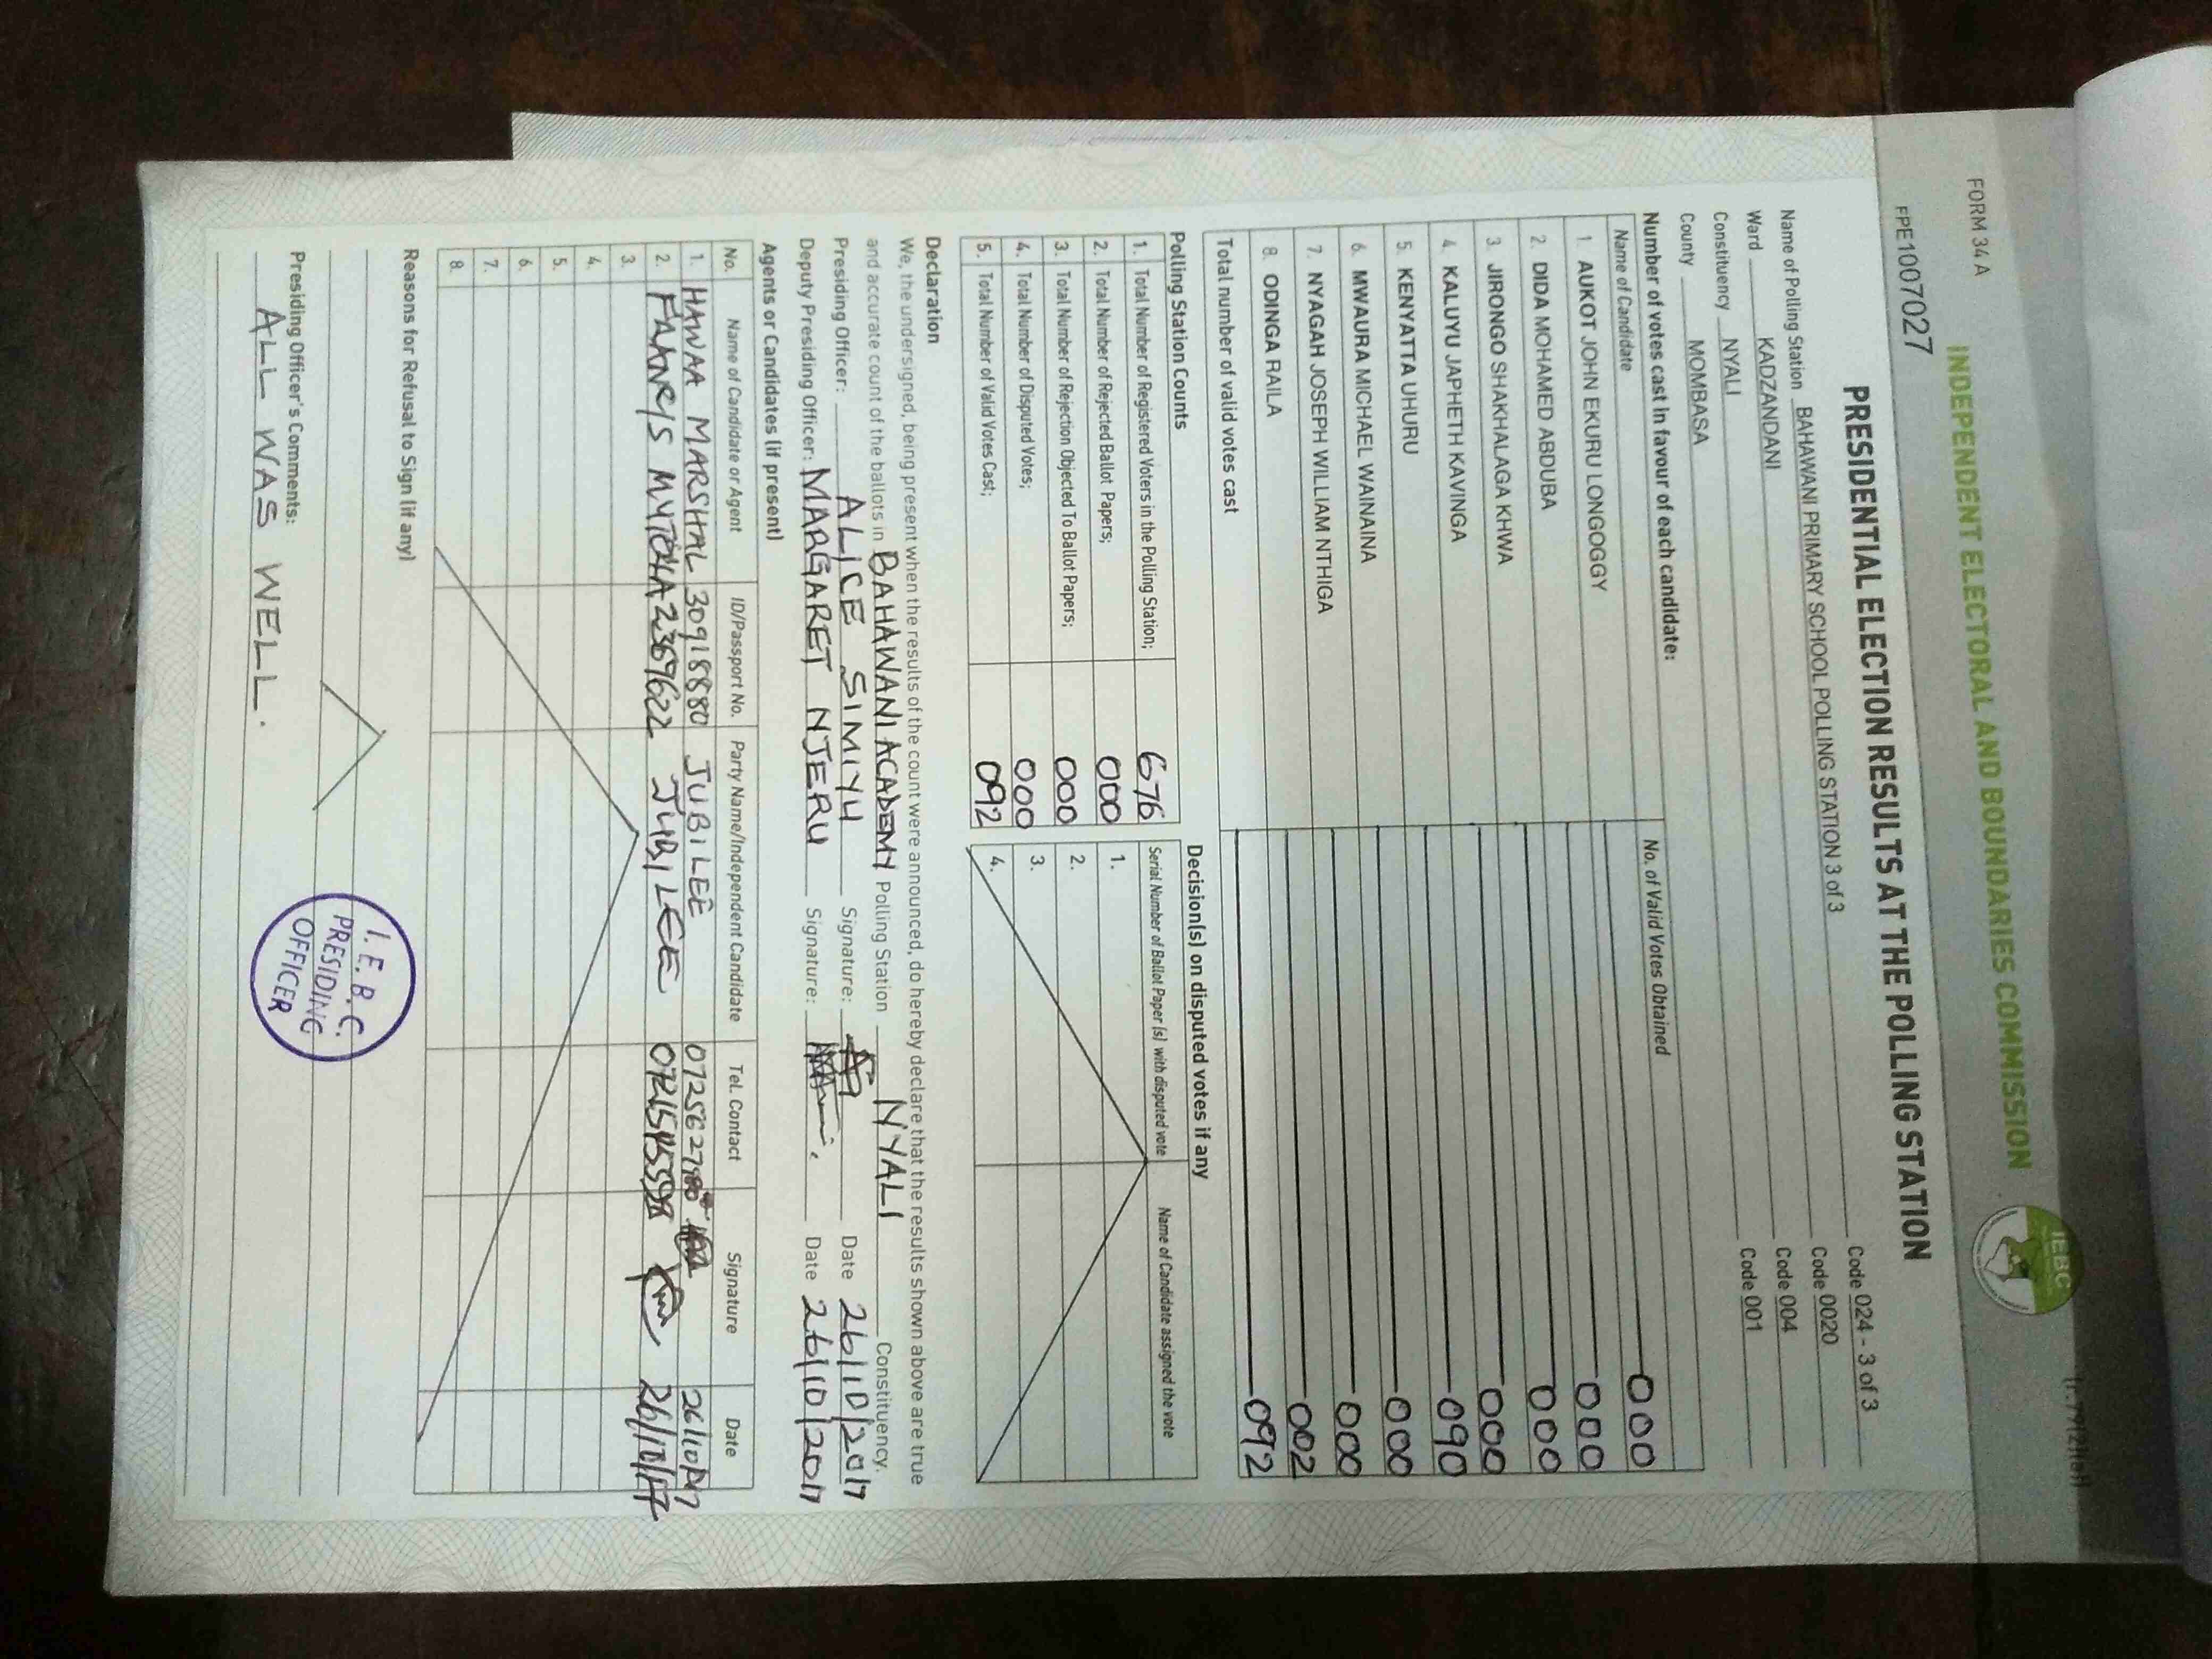 (r.79(2)(a))
FORM 34 A
INDEPENDENT ELECTORAL AND BOUNDARIES COMMISSION
IEBC
FPE1007027
PRESIDENTIAL ELECTION RESULTS AT THE POLLING STATION
Name of Polling Station BAHAWANI PRIMARY SCHOOL POLLING STATION 3 of 3 Code 024 - 3 of 3
Ward KADZANDANI Code 0020
Constituency NYALI Code 004
County MOMBASA Code 001
Number of votes cast in favour of each candidate:
Name of Candidate No. of Valid Votes Obtained
1. AUKOT JOHN EKURU LONGOGGY 000
2. DIDA MOHAMED ABDUBA 000
3. JIRONGO SHAKHALAGA KHWA 000
4. KALUYU JAPHETH KAVINGA 000
5. KENYATTA UHURU 090
6. MWAURA MICHAEL WAINAINA 000
7. NYAGAH JOSEPH WILLIAM NTHIGA 000
8. ODINGA RAILA 002
Total number of valid votes cast 092
Polling Station Counts
1. Total Number of Registered Voters in the Polling Station; 676
2. Total Number of Rejected Ballot Papers; 000
3. Total Number of Rejection Objected To Ballot Papers; 000
4. Total Number of Disputed Votes; 000
5. Total Number of Valid Votes Cast; 092
Decision(s) on disputed votes if any
Serial Number of Ballot Paper (s) with disputed vote Name of Candidate assigned the vote
1.
2.
3.
4.
Declaration
We, the undersigned, being present when the results of the count were announced, do hereby declare that the results shown above are true
and accurate count of the ballots in BAHAWANI ACADEMY Polling Station NYALI Constituency.
Presiding Officer: ALICE SIMIYU Signature: Date 26/10/2017
Deputy Presiding Officer: MARGARET NJERU Signature: Date 26/10/2017
Agents or Candidates (if present)
No. Name of Candidate or Agent ID/Passport No. Party Name/Independent Candidate Tel. Contact Signature Date
1. HAWAA MARSHAL 30918880 JUBILEE
2. JUBILEE 26/10/17
3.
4.
5.
6.
7.
8.
Reasons for Refusal to Sign (if any)
Presiding Officer's Comments:
ALL WAS WELL.
I.E.B.C.
PRESIDING
OFFICER